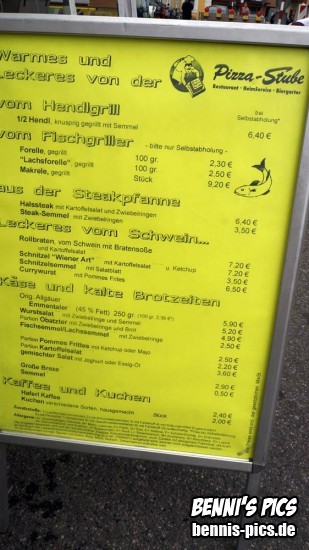 Warmes und
Leckeres von der
Pizza-Stube
Restaurant · Heimservice · Biergarten
vom Hendlgrill
bei
Selbstabholung*
1/2 Hendl, knusprig gegrillt mit Semmel 6,40 €
vom Fischgriller - bitte nur Selbstabholung -
Forelle, gegrillt 100 gr. 2,30 €
"Lachsforelle", gegrillt 100 gr. 2,50 €
Makrele, gegrillt Stück 9,20 €
aus der Steakpfanne
Halssteak mit Kartoffelsalat und Zwiebelringen 6,40 €
Steak-Semmel mit Zwiebelringen 3,50 €
Leckeres vom Schwein...
Rollbraten, vom Schwein mit Bratensoße
und Kartoffelsalat 7,20 €
Schnitzel "Wiener Art" mit Kartoffelsalat u. Ketchup 7,20 €
Schnitzelsemmel mit Salatblatt 3,50 €
Currywurst mit Pommes Frites 6,50 €
Käse und kalte Brotzeiten
Orig. Allgäuer
Emmentaler (45 % Fett) 250 gr. 5,90 €
Wurstsalat mit Zwiebelringe und Semmel 5,20 €
Portion Obatzter mit Zwiebelringe und Brot 4,90 €
Fischsemmel/Lachssemmel mit Zwiebelringe 2,50 €
Portion Pommes Frittes mit Ketchup oder Mayo 2.50 €
Portion Kartoffelsalat 2.20 €
gemischter Salat mit Joghurt oder Essig-Öl 3.60 €
Große Breze 2,90 €
Semmel 0,50 €
Kaffee und Kuchen
Haferl Kaffee 2,40 €
Kuchen verschiedene Sorten, hausgemacht Stück 2,00 €
BENNI'S PICS
bennis-pics.de